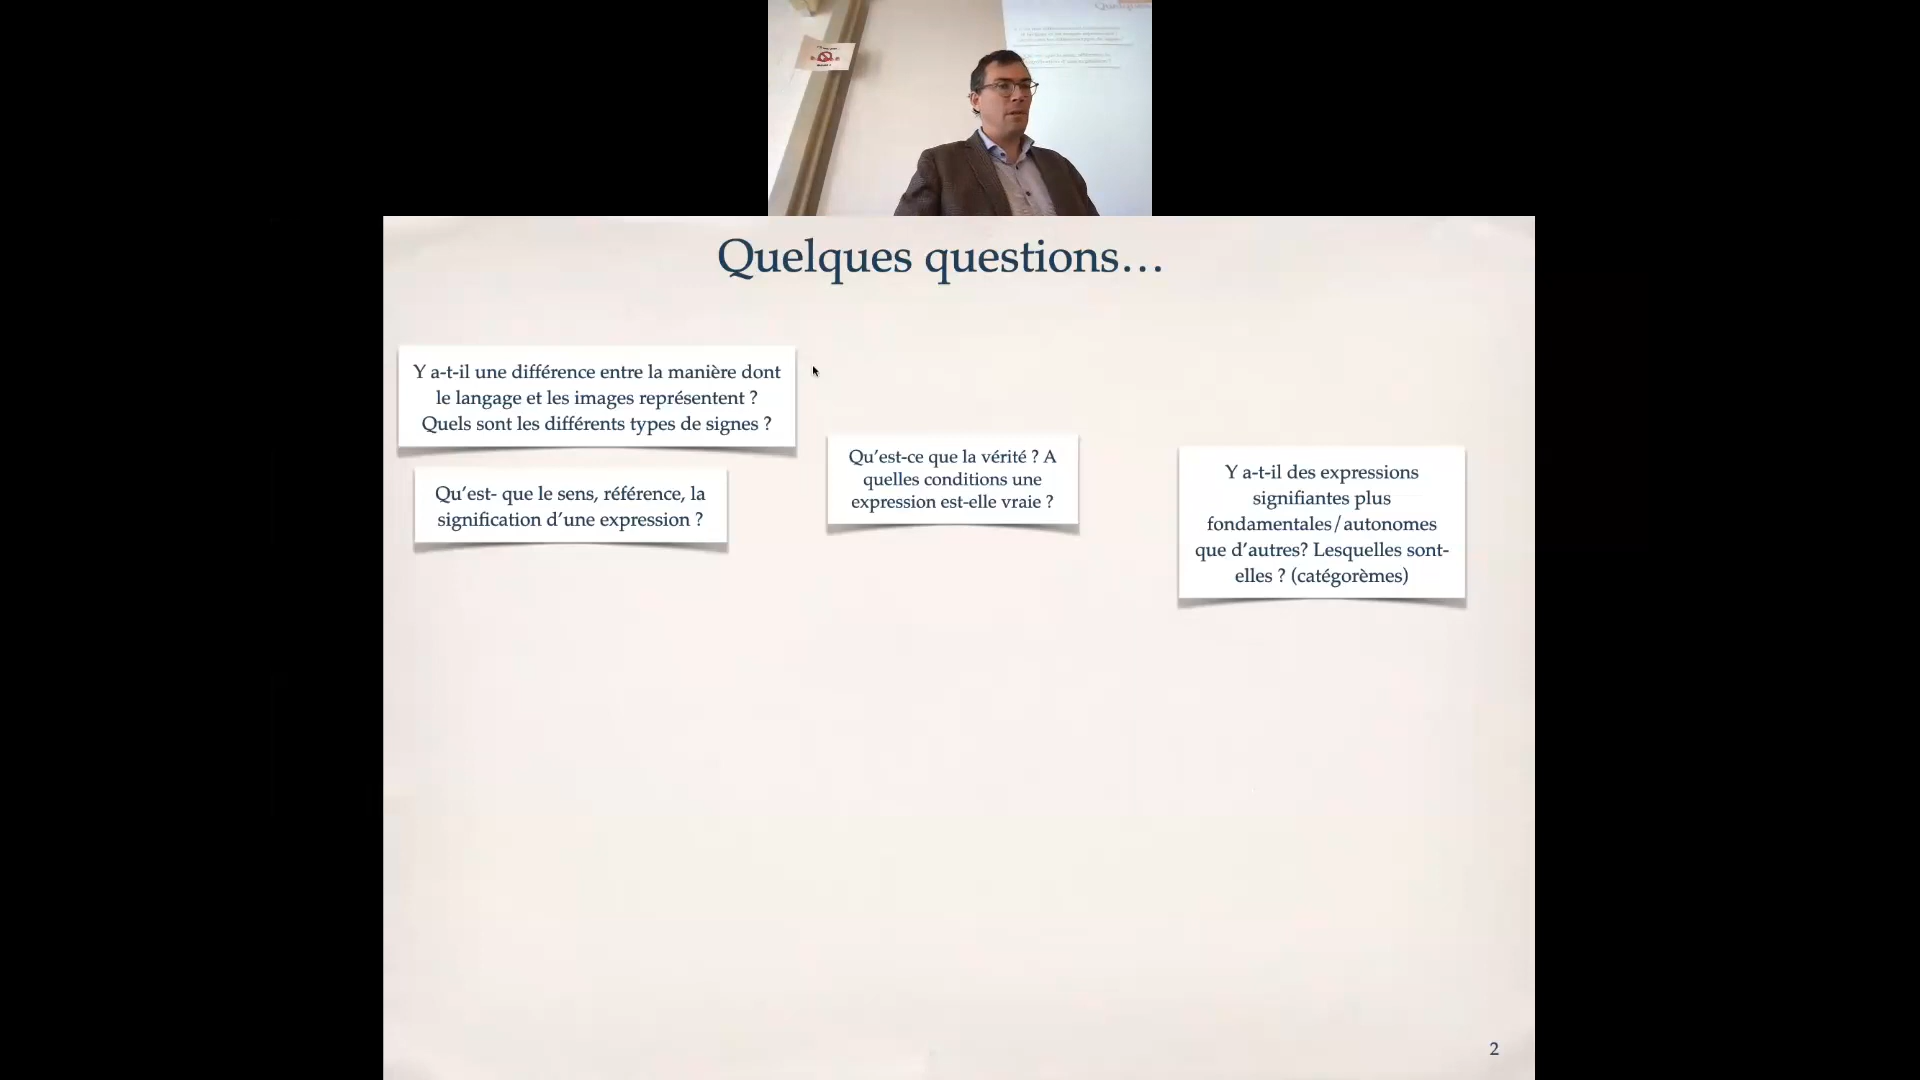 Quelques questions…
Y a-t-il une différence entre la manière dont
le langage et les images représentent ?
Quels sont les différents types de signes ?
Qu’est- que le sens, référence, la
signification d’une expression ?
Qu’est-ce que la vérité ? A
quelles conditions une
expression est-elle vraie ?
Y a-t-il des expressions
signifiantes plus
fondamentales/autonomes
que d’autres? Lesquelles sont-
elles ? (catégorèmes)
2